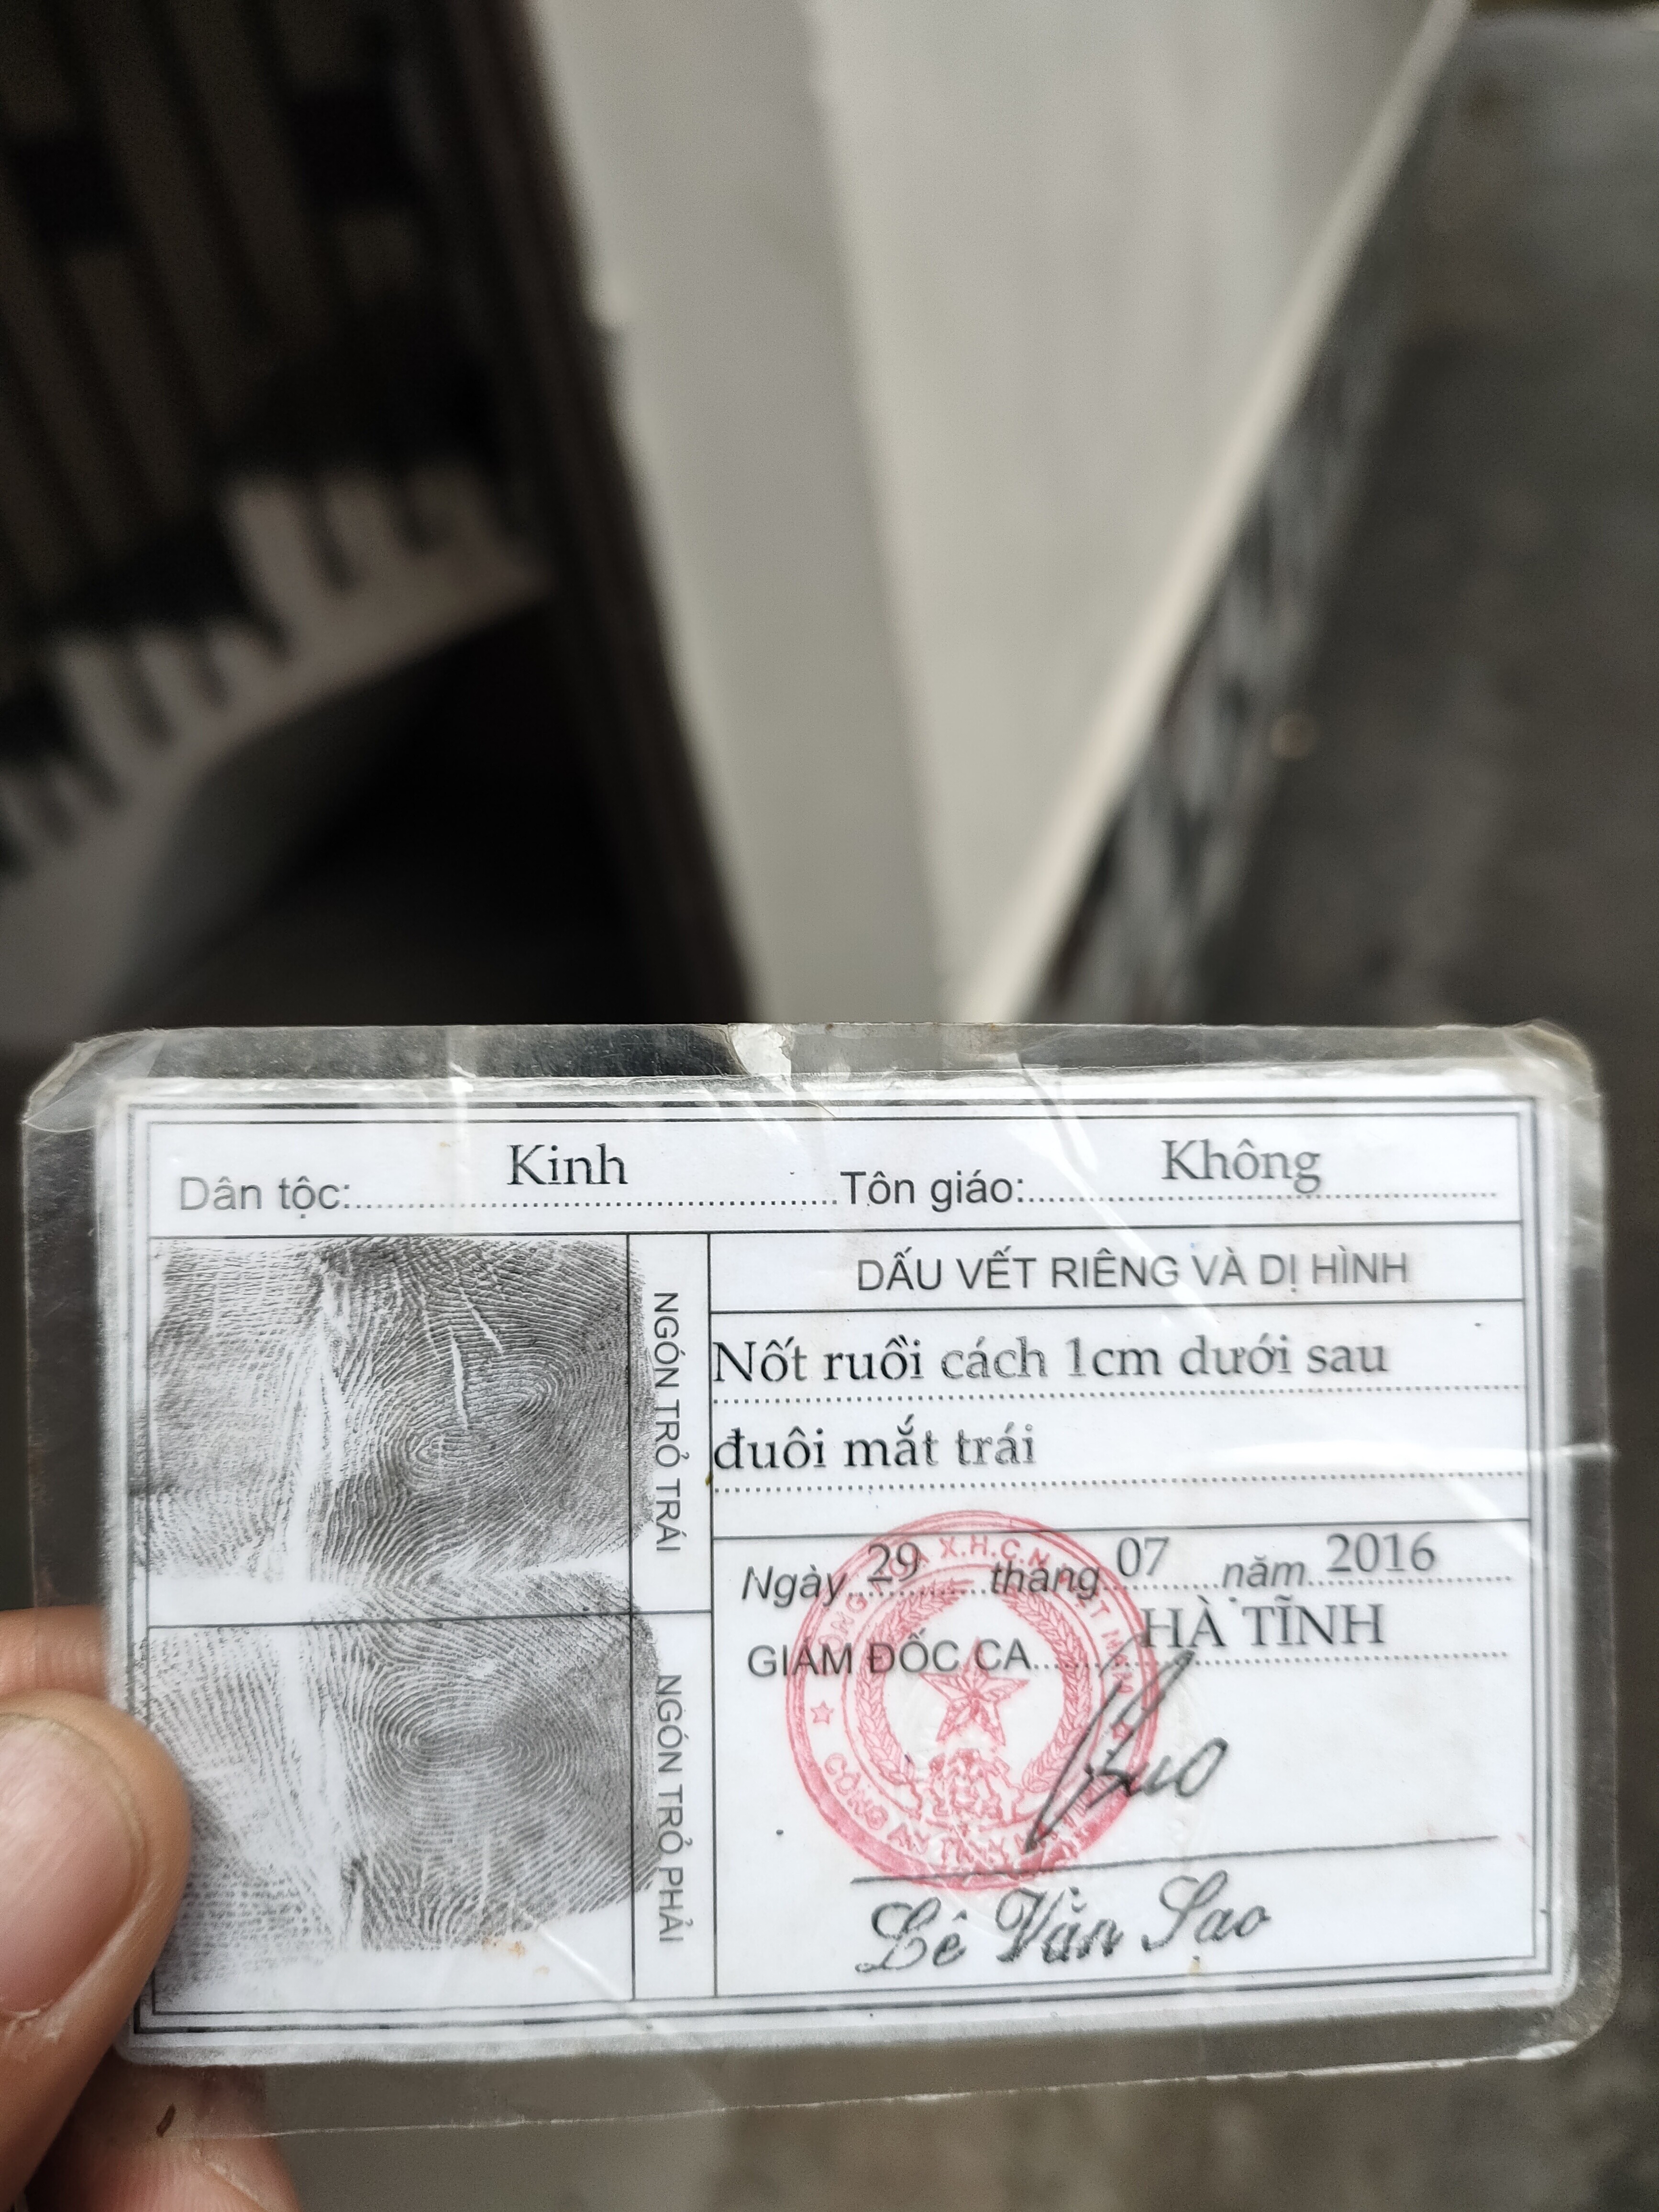 Dân tộc: Kinh Tôn giáo: Không
NGÓN TRỎ TRÁI
NGÓN TRỎ PHẢI
DẤU VẾT RIÊNG VÀ DỊ HÌNH
Nốt ruồi cách 1cm dưới sau
đuôi mắt trái
Ngày 29 tháng 07 năm 2016
GIÁM ĐỐC CA HÀ TĨNH
X.H.C.N
CÔNG AN
Lê Văn Sao